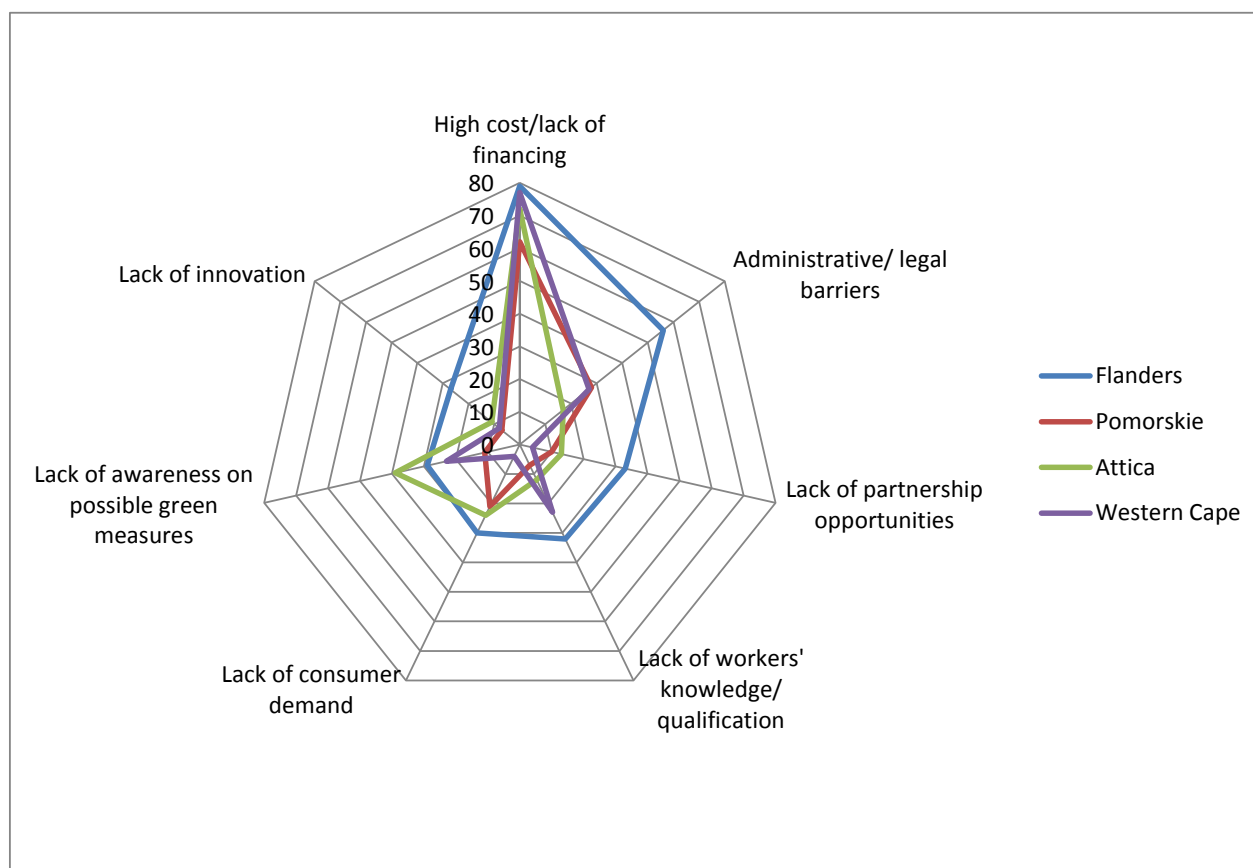 High cost/lack of
financing
80
70
60
50
40
30
20
10
0
Administrative/ legal
barriers
Lack of partnership
opportunities
Lack of workers'
knowledge/
qualification
Lack of consumer
demand
Lack of awareness on
possible green
measures
Lack of innovation
Flanders
Pomorskie
Attica
Western Cape